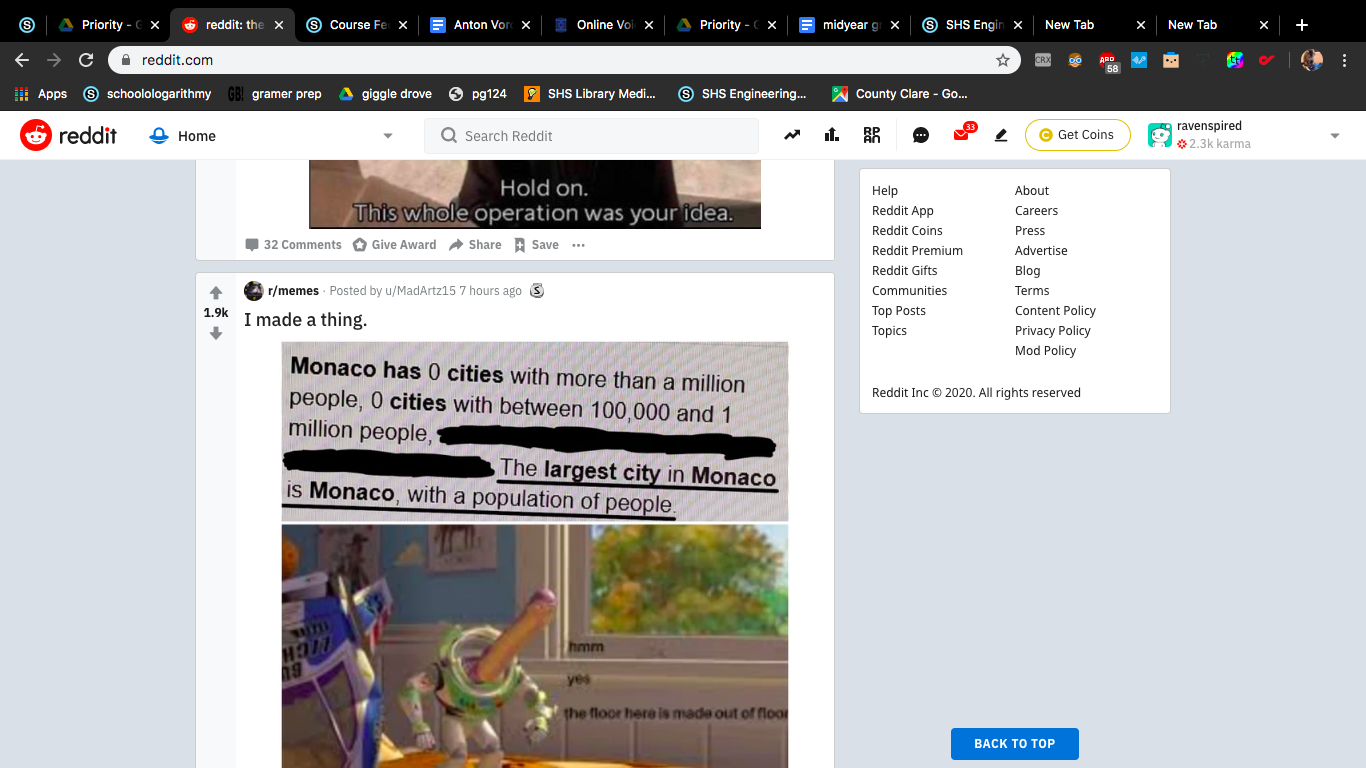 Priority - G
reddit: the
Course Fe
Anton Vor
Online Voi
Priority - G
midyear g
SHS Engin
New Tab
New Tab
reddit.com
CRX
ABP
58
Apps
schoolologarithmy
GB!
gramer prep
giggle drove
pg124
SHS Library Medi...
SHS Engineering...
County Clare - Go...
reddit
Home
Search Reddit
33
Get Coins
ravenspired
2.3k karma
Hold on.
This whole operation was your idea.
32 Comments
Give Award
Share
Save
r/memes · Posted by u/MadArtz15 7 hours ago
1.9k
I made a thing.
Monaco has 0 cities with more than a million
people, 0 cities with between 100,000 and 1
million people,
The largest city in Monaco
is Monaco, with a population of people.
hmm
yes
the floor here is made out of floor
Help
Reddit App
Reddit Coins
Reddit Premium
Reddit Gifts
Communities
Top Posts
Topics
About
Careers
Press
Advertise
Blog
Terms
Content Policy
Privacy Policy
Mod Policy
Reddit Inc © 2020. All rights reserved
BACK TO TOP